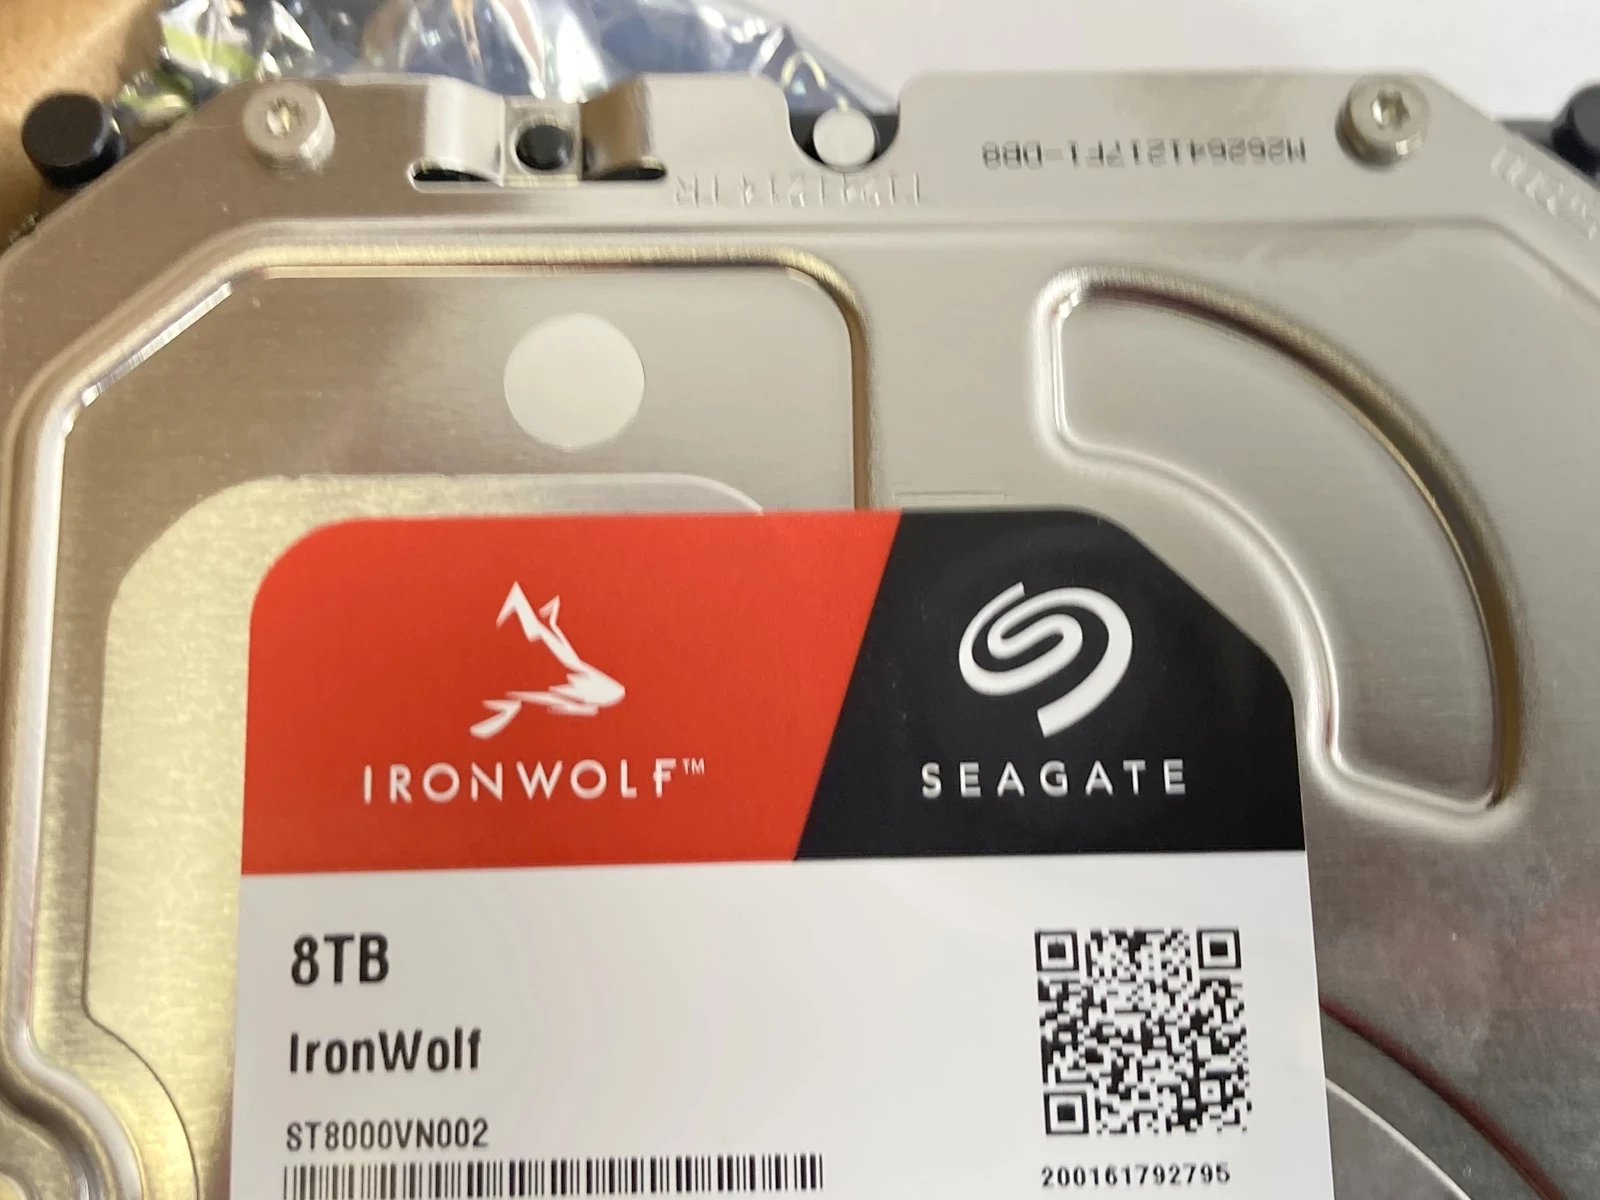 IRONWOLF™
SEAGATE
8TB
IronWolf
ST8000VN002
200161792795